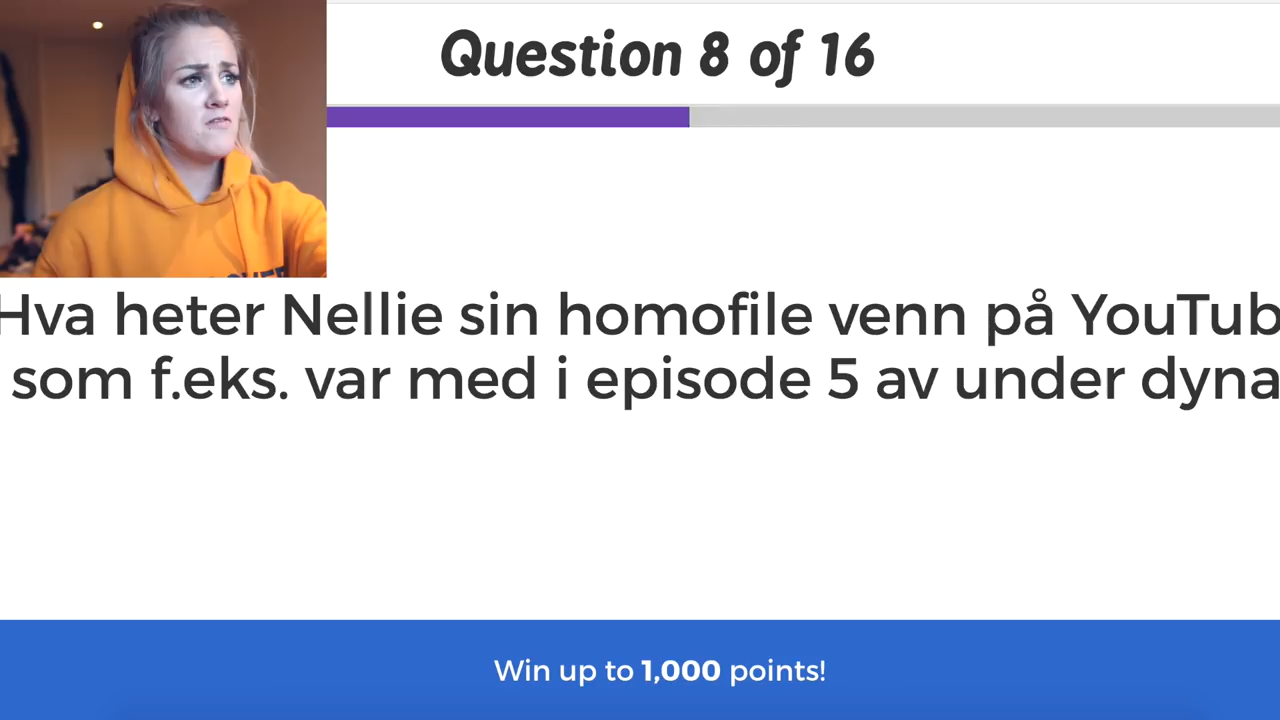 Question 8 of 16
Hva heter Nellie sin homofile venn på YouTub
som f.eks. var med i episode 5 av under dyna
Win up to 1,000 points!